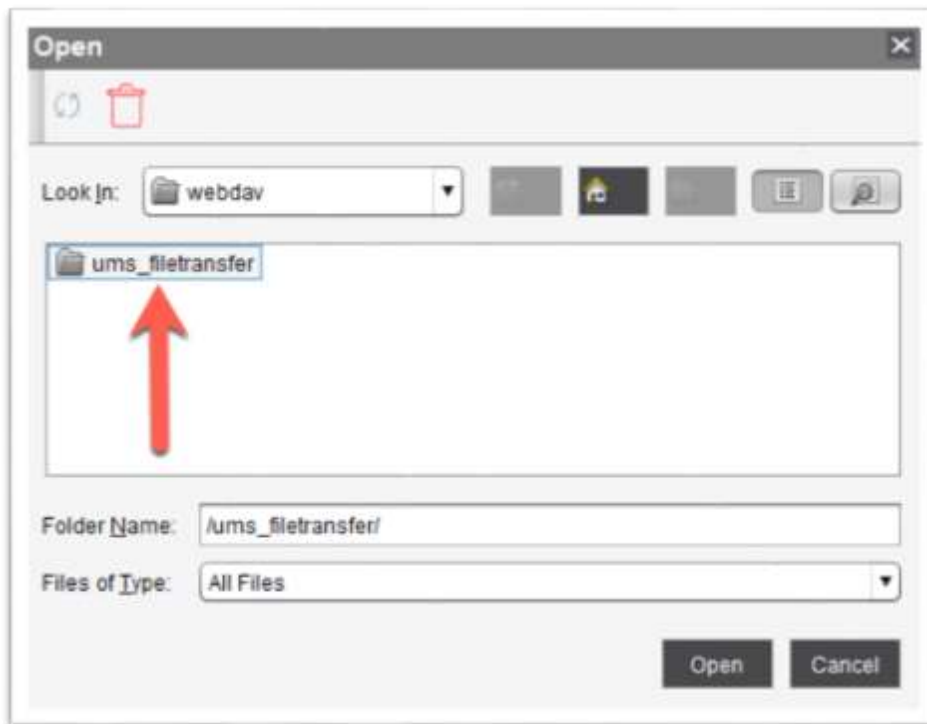 Open
Look In: webdav
ums_filetransfer
Folder Name: /ums_filetransfer/
Files of Type: All Files
Open Cancel